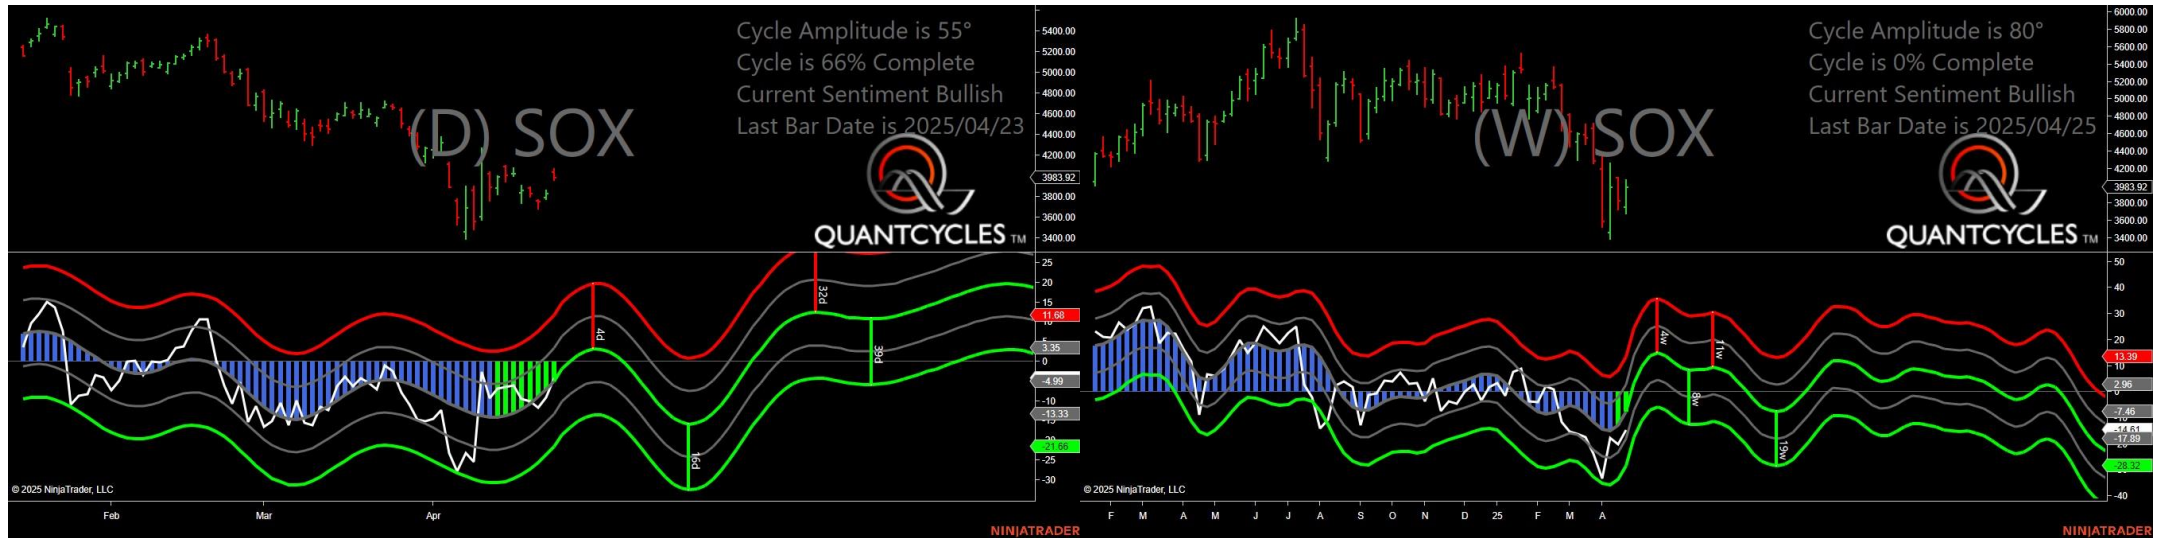 Cycle Amplitude is 55°
Cycle is 66% Complete
Current Sentiment Bullish
Last Bar Date is 2025/04/23
(D) SOX
QUANTCYCLES TM
5400.00
5000.00
4800.00
4600.00
4400.00
4200.00
3983.92
3800.00
3600.00
3400.00
25
20
15
11.68
3.35
0
-4.99
-10
-13.33
-21.66
-25
-30
4d
16d
32d
39d
© 2025 NinjaTrader, LLC
Feb
Mar
Apr
NINJATRADER
Cycle Amplitude is 80°
Cycle is 0% Complete
Current Sentiment Bullish
Last Bar Date is 2025/04/25
(W) SOX
QUANTCYCLES TM
6000.00
5800.00
5600.00
5400.00
5200.00
5000.00
4800.00
4600.00
4400.00
4200.00
3983.92
3800.00
3600.00
3400.00
50
40
30
20
13.39
10
2.96
-7.46
-14.61
-17.89
-28.32
-40
4w
8w
11w
19w
© 2025 NinjaTrader, LLC
F
M
A
M
J
J
A
S
O
N
D
25
F
M
A
NINJATRADER